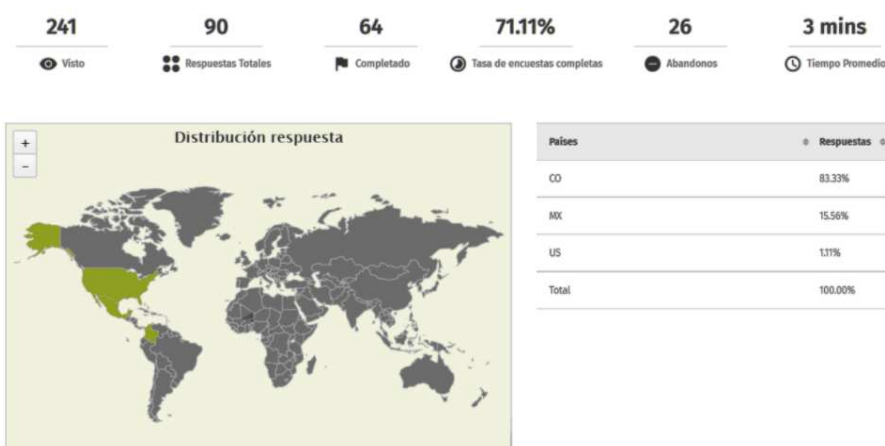 241 90 64 71.11% 26 3 mins
Visto Respuestas Totales Completado Tasa de encuestas completas Abandonos Tiempo Promedio
+
−
Distribución respuesta
Países Respuestas
CO 83.33%
MX 15.56%
US 1.11%
Total 100.00%